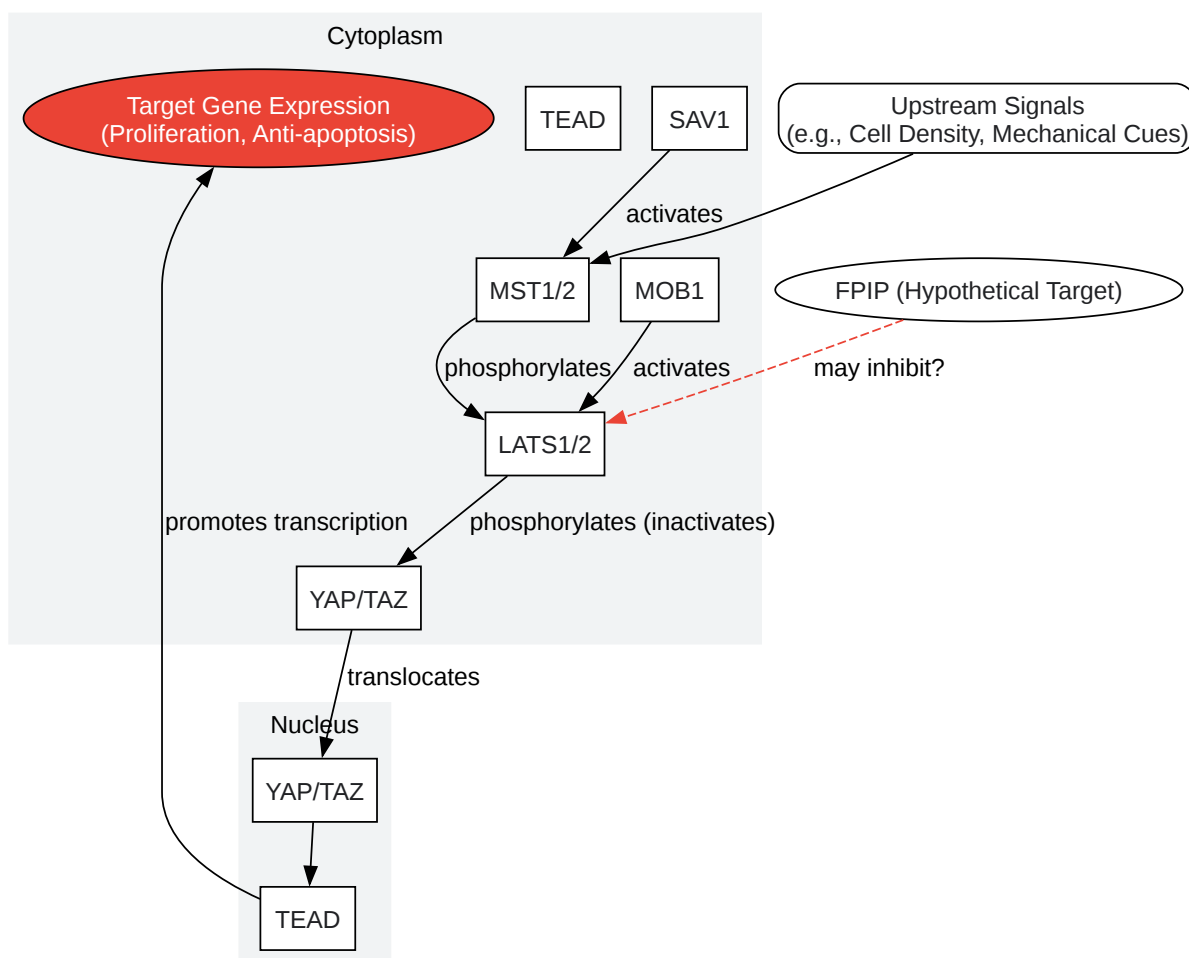 Cytoplasm
Target Gene Expression
(Proliferation, Anti-apoptosis)
TEAD
SAV1
Upstream Signals
(e.g., Cell Density, Mechanical Cues)
activates
MST1/2
MOB1
FPIP (Hypothetical Target)
phosphorylates
activates
may inhibit?
LATS1/2
promotes transcription
phosphorylates (inactivates)
YAP/TAZ
translocates
Nucleus
YAP/TAZ
TEAD